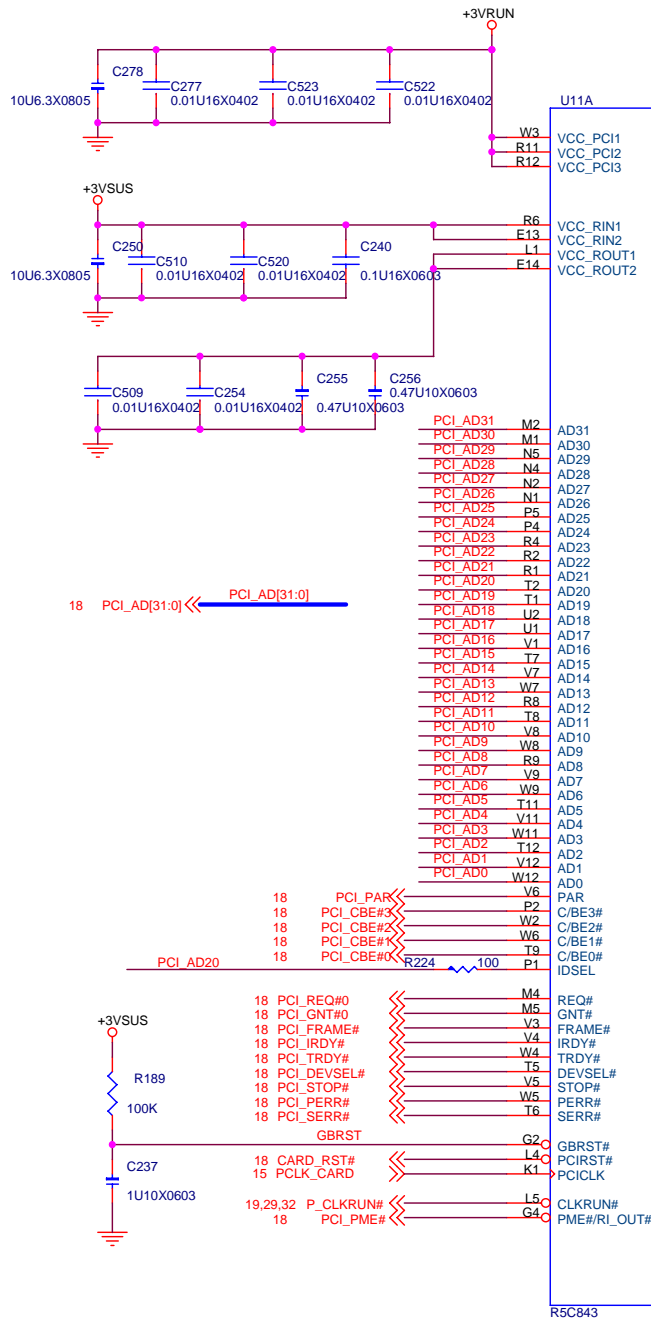 +3VRUN
C278
10U6.3X0805
C277
0.01U16X0402
C523
0.01U16X0402
C522
0.01U16X0402
U11A
W3 VCC_PCI1
R11 VCC_PCI2
R12 VCC_PCI3
+3VSUS
C250
10U6.3X0805
C510
0.01U16X0402
C520
0.01U16X0402
C240
0.1U16X0603
R6 VCC_RIN1
E13 VCC_RIN2
L1 VCC_ROUT1
E14 VCC_ROUT2
C509
0.01U16X0402
C254
0.01U16X0402
C255
0.47U10X0603
C256
0.47U10X0603
PCI_AD31 M2 AD31
PCI_AD30 M1 AD30
PCI_AD29 N5 AD29
PCI_AD28 N4 AD28
PCI_AD27 N2 AD27
PCI_AD26 N1 AD26
PCI_AD25 P5 AD25
PCI_AD24 P4 AD24
PCI_AD23 R4 AD23
PCI_AD22 R2 AD22
PCI_AD21 R1 AD21
PCI_AD20 T2 AD20
PCI_AD19 T1 AD19
PCI_AD18 U2 AD18
PCI_AD17 U1 AD17
PCI_AD16 V1 AD16
PCI_AD15 T7 AD15
PCI_AD14 V7 AD14
PCI_AD13 W7 AD13
PCI_AD12 R8 AD12
PCI_AD11 T8 AD11
PCI_AD10 V8 AD10
PCI_AD9 W8 AD9
PCI_AD8 R9 AD8
PCI_AD7 V9 AD7
PCI_AD6 W9 AD6
PCI_AD5 T11 AD5
PCI_AD4 V11 AD4
PCI_AD3 W11 AD3
PCI_AD2 T12 AD2
PCI_AD1 V12 AD1
PCI_AD0 W12 AD0
18 PCI_AD[31:0] PCI_AD[31:0]
18 PCI_PAR V6 PAR
18 PCI_CBE#3 P2 C/BE3#
18 PCI_CBE#2 W2 C/BE2#
18 PCI_CBE#1 W6 C/BE1#
18 PCI_CBE#0 T9 C/BE0#
PCI_AD20 R224 100 P1 IDSEL
18 PCI_REQ#0 M4 REQ#
18 PCI_GNT#0 M5 GNT#
18 PCI_FRAME# V3 FRAME#
18 PCI_IRDY# V4 IRDY#
18 PCI_TRDY# W4 TRDY#
18 PCI_DEVSEL# T5 DEVSEL#
18 PCI_STOP# V5 STOP#
18 PCI_PERR# W5 PERR#
18 PCI_SERR# T6 SERR#
+3VSUS
R189
100K
GBRST G2 GBRST#
C237
1U10X0603
18 CARD_RST# L4 PCIRST#
15 PCLK_CARD K1 PCICLK
19,29,32 P_CLKRUN# L5 CLKRUN#
18 PCI_PME# G4 PME#/RI_OUT#
R5C843